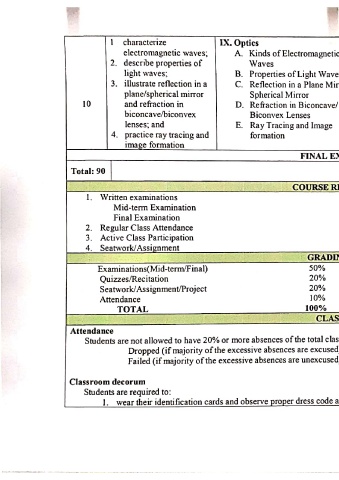 1 characterize
electromagnetic waves;
2. describe properties of
light waves;
3. illustrate reflection in a
plane/spherical mirror
10 and refraction in
biconcave/biconvex
lenses; and
4. practice ray tracing and
image formation
IX. Optics
A. Kinds of Electromagnetic
Waves
B. Properties of Light Wave
C. Reflection in a Plane Mir
Spherical Mirror
D. Refraction in Biconcave/
Biconvex Lenses
E. Ray Tracing and Image
formation
FINAL EX
Total: 90
COURSE RE
1. Written examinations
Mid-term Examination
Final Examination
2. Regular Class Attendance
3. Active Class Participation
4. Seatwork/Assignment
GRADIN
Examinations(Mid-term/Final) 50%
Quizzes/Recitation 20%
Seatwork/Assignment/Project 20%
Attendance 10%
TOTAL 100%
CLAS
Attendance
Students are not allowed to have 20% or more absences of the total clas
Dropped (if majority of the excessive absences are excused
Failed (if majority of the excessive absences are unexcused
Classroom decorum
Students are required to:
1. wear their identification cards and observe proper dress code a